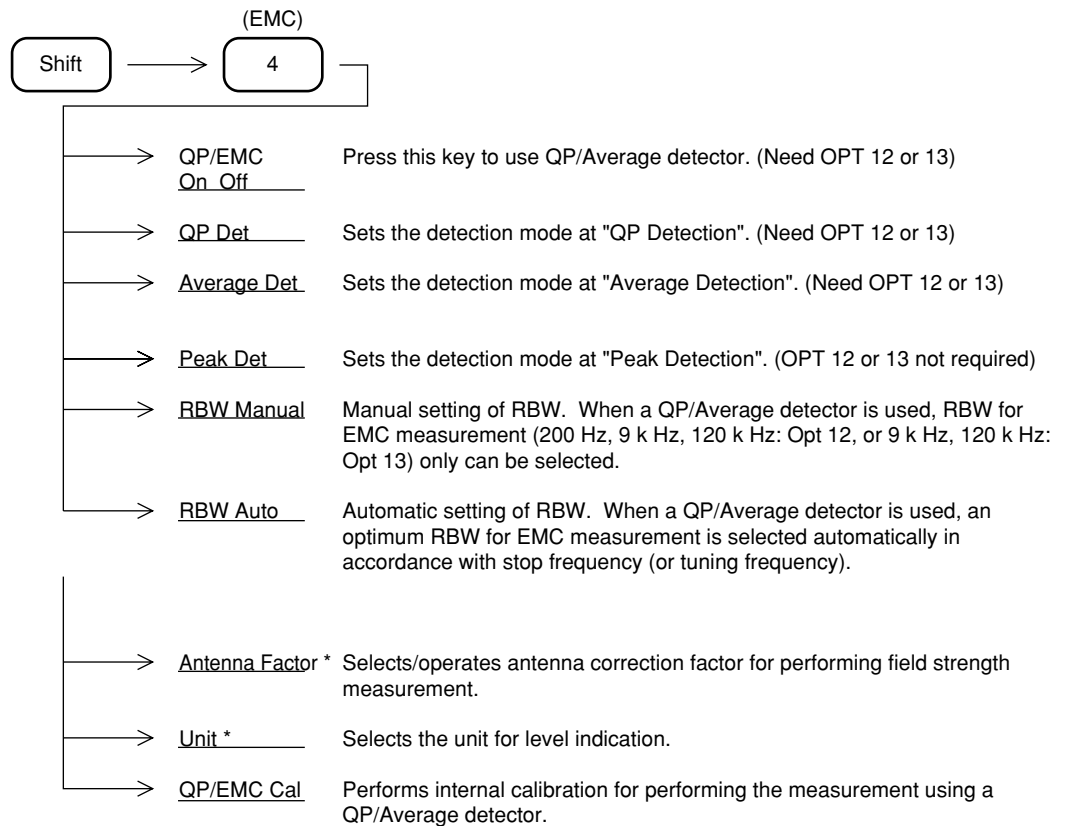 (EMC)
Shift 4
QP/EMC Press this key to use QP/Average detector. (Need OPT 12 or 13)
On Off
QP Det Sets the detection mode at "QP Detection". (Need OPT 12 or 13)
Average Det Sets the detection mode at "Average Detection". (Need OPT 12 or 13)
Peak Det Sets the detection mode at "Peak Detection". (OPT 12 or 13 not required)
RBW Manual Manual setting of RBW. When a QP/Average detector is used, RBW for
EMC measurement (200 Hz, 9 k Hz, 120 k Hz: Opt 12, or 9 k Hz, 120 k Hz:
Opt 13) only can be selected.
RBW Auto Automatic setting of RBW. When a QP/Average detector is used, an
optimum RBW for EMC measurement is selected automatically in
accordance with stop frequency (or tuning frequency).
Antenna Factor * Selects/operates antenna correction factor for performing field strength
measurement.
Unit * Selects the unit for level indication.
QP/EMC Cal Performs internal calibration for performing the measurement using a
QP/Average detector.